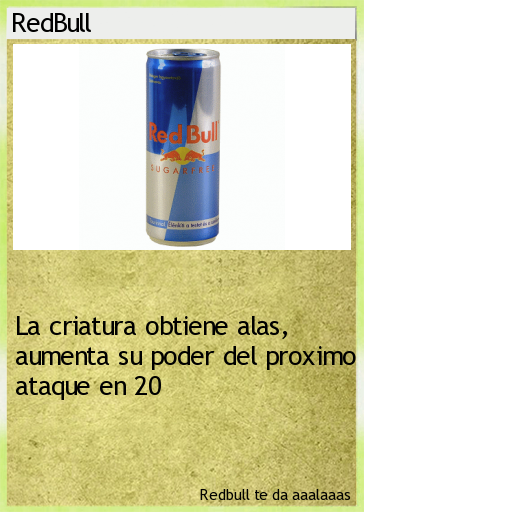 RedBull
Red Bull
SUGARFREE
La criatura obtiene alas,
aumenta su poder del proximo
ataque en 20
Redbull te da aaalaaas